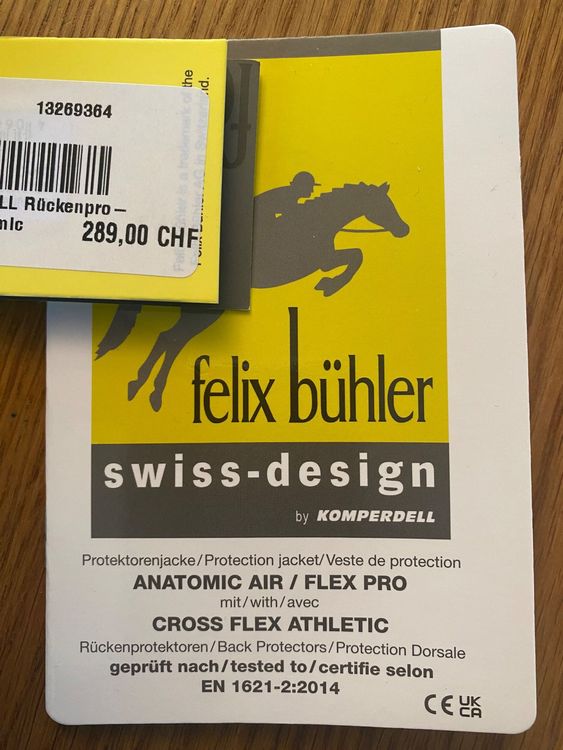 13269364
LL Rückenpro–
mic
289,00 CHF
felix bühler
swiss-design
by KOMPERDELL
Protektorenjacke/Protection jacket/Veste de protection
ANATOMIC AIR / FLEX PRO
mit/with/avec
CROSS FLEX ATHLETIC
Rückenprotektoren/Back Protectors/Protection Dorsale
geprüft nach/tested to/certifie selon
EN 1621-2:2014
CE UK
CA